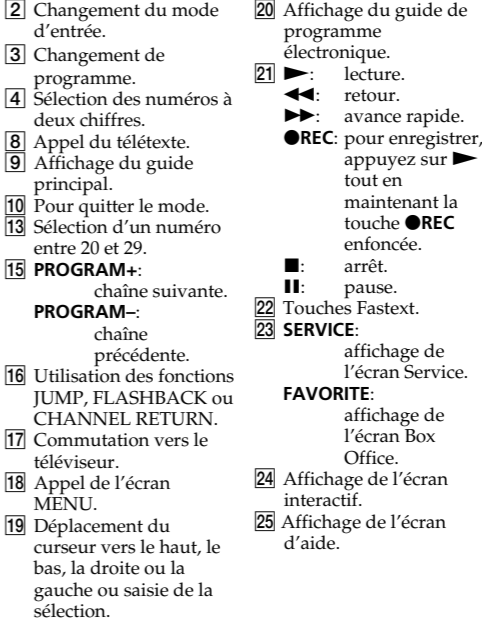 2 Changement du mode
d'entrée.
3 Changement de
programme.
4 Sélection des numéros à
deux chiffres.
8 Appel du télétexte.
9 Affichage du guide
principal.
10 Pour quitter le mode.
13 Sélection d'un numéro
entre 20 et 29.
15 PROGRAM+:
chaîne suivante.
PROGRAM–:
chaîne
précédente.
16 Utilisation des fonctions
JUMP, FLASHBACK ou
CHANNEL RETURN.
17 Commutation vers le
téléviseur.
18 Appel de l'écran
MENU.
19 Déplacement du
curseur vers le haut, le
bas, la droite ou la
gauche ou saisie de la
sélection.
20 Affichage du guide de
programme
électronique.
21 ►: lecture.
◄◄: retour.
►►: avance rapide.
●REC: pour enregistrer,
appuyez sur ►
tout en
maintenant la
touche ●REC
enfoncée.
■: arrêt.
▮▮: pause.
22 Touches Fastext.
23 SERVICE:
affichage de
l'écran Service.
FAVORITE:
affichage de
l'écran Box
Office.
24 Affichage de l'écran
interactif.
25 Affichage de l'écran
d'aide.